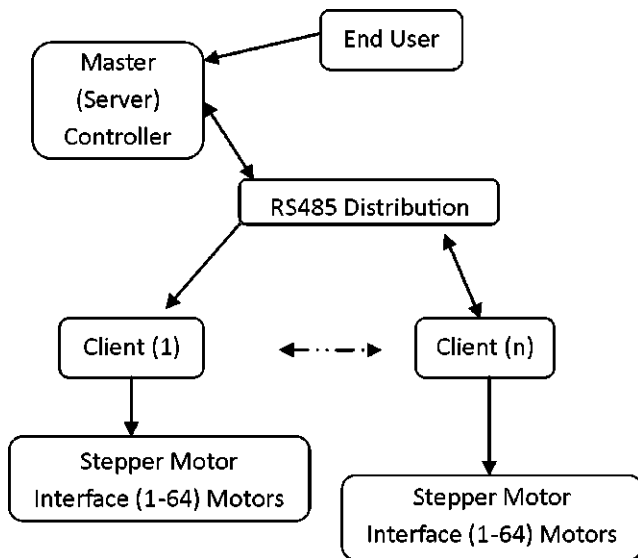 End User
Master
(Server)
Controller
RS485 Distribution
Client (1)
Client (n)
Stepper Motor
Interface (1-64) Motors
Stepper Motor
Interface (1-64) Motors